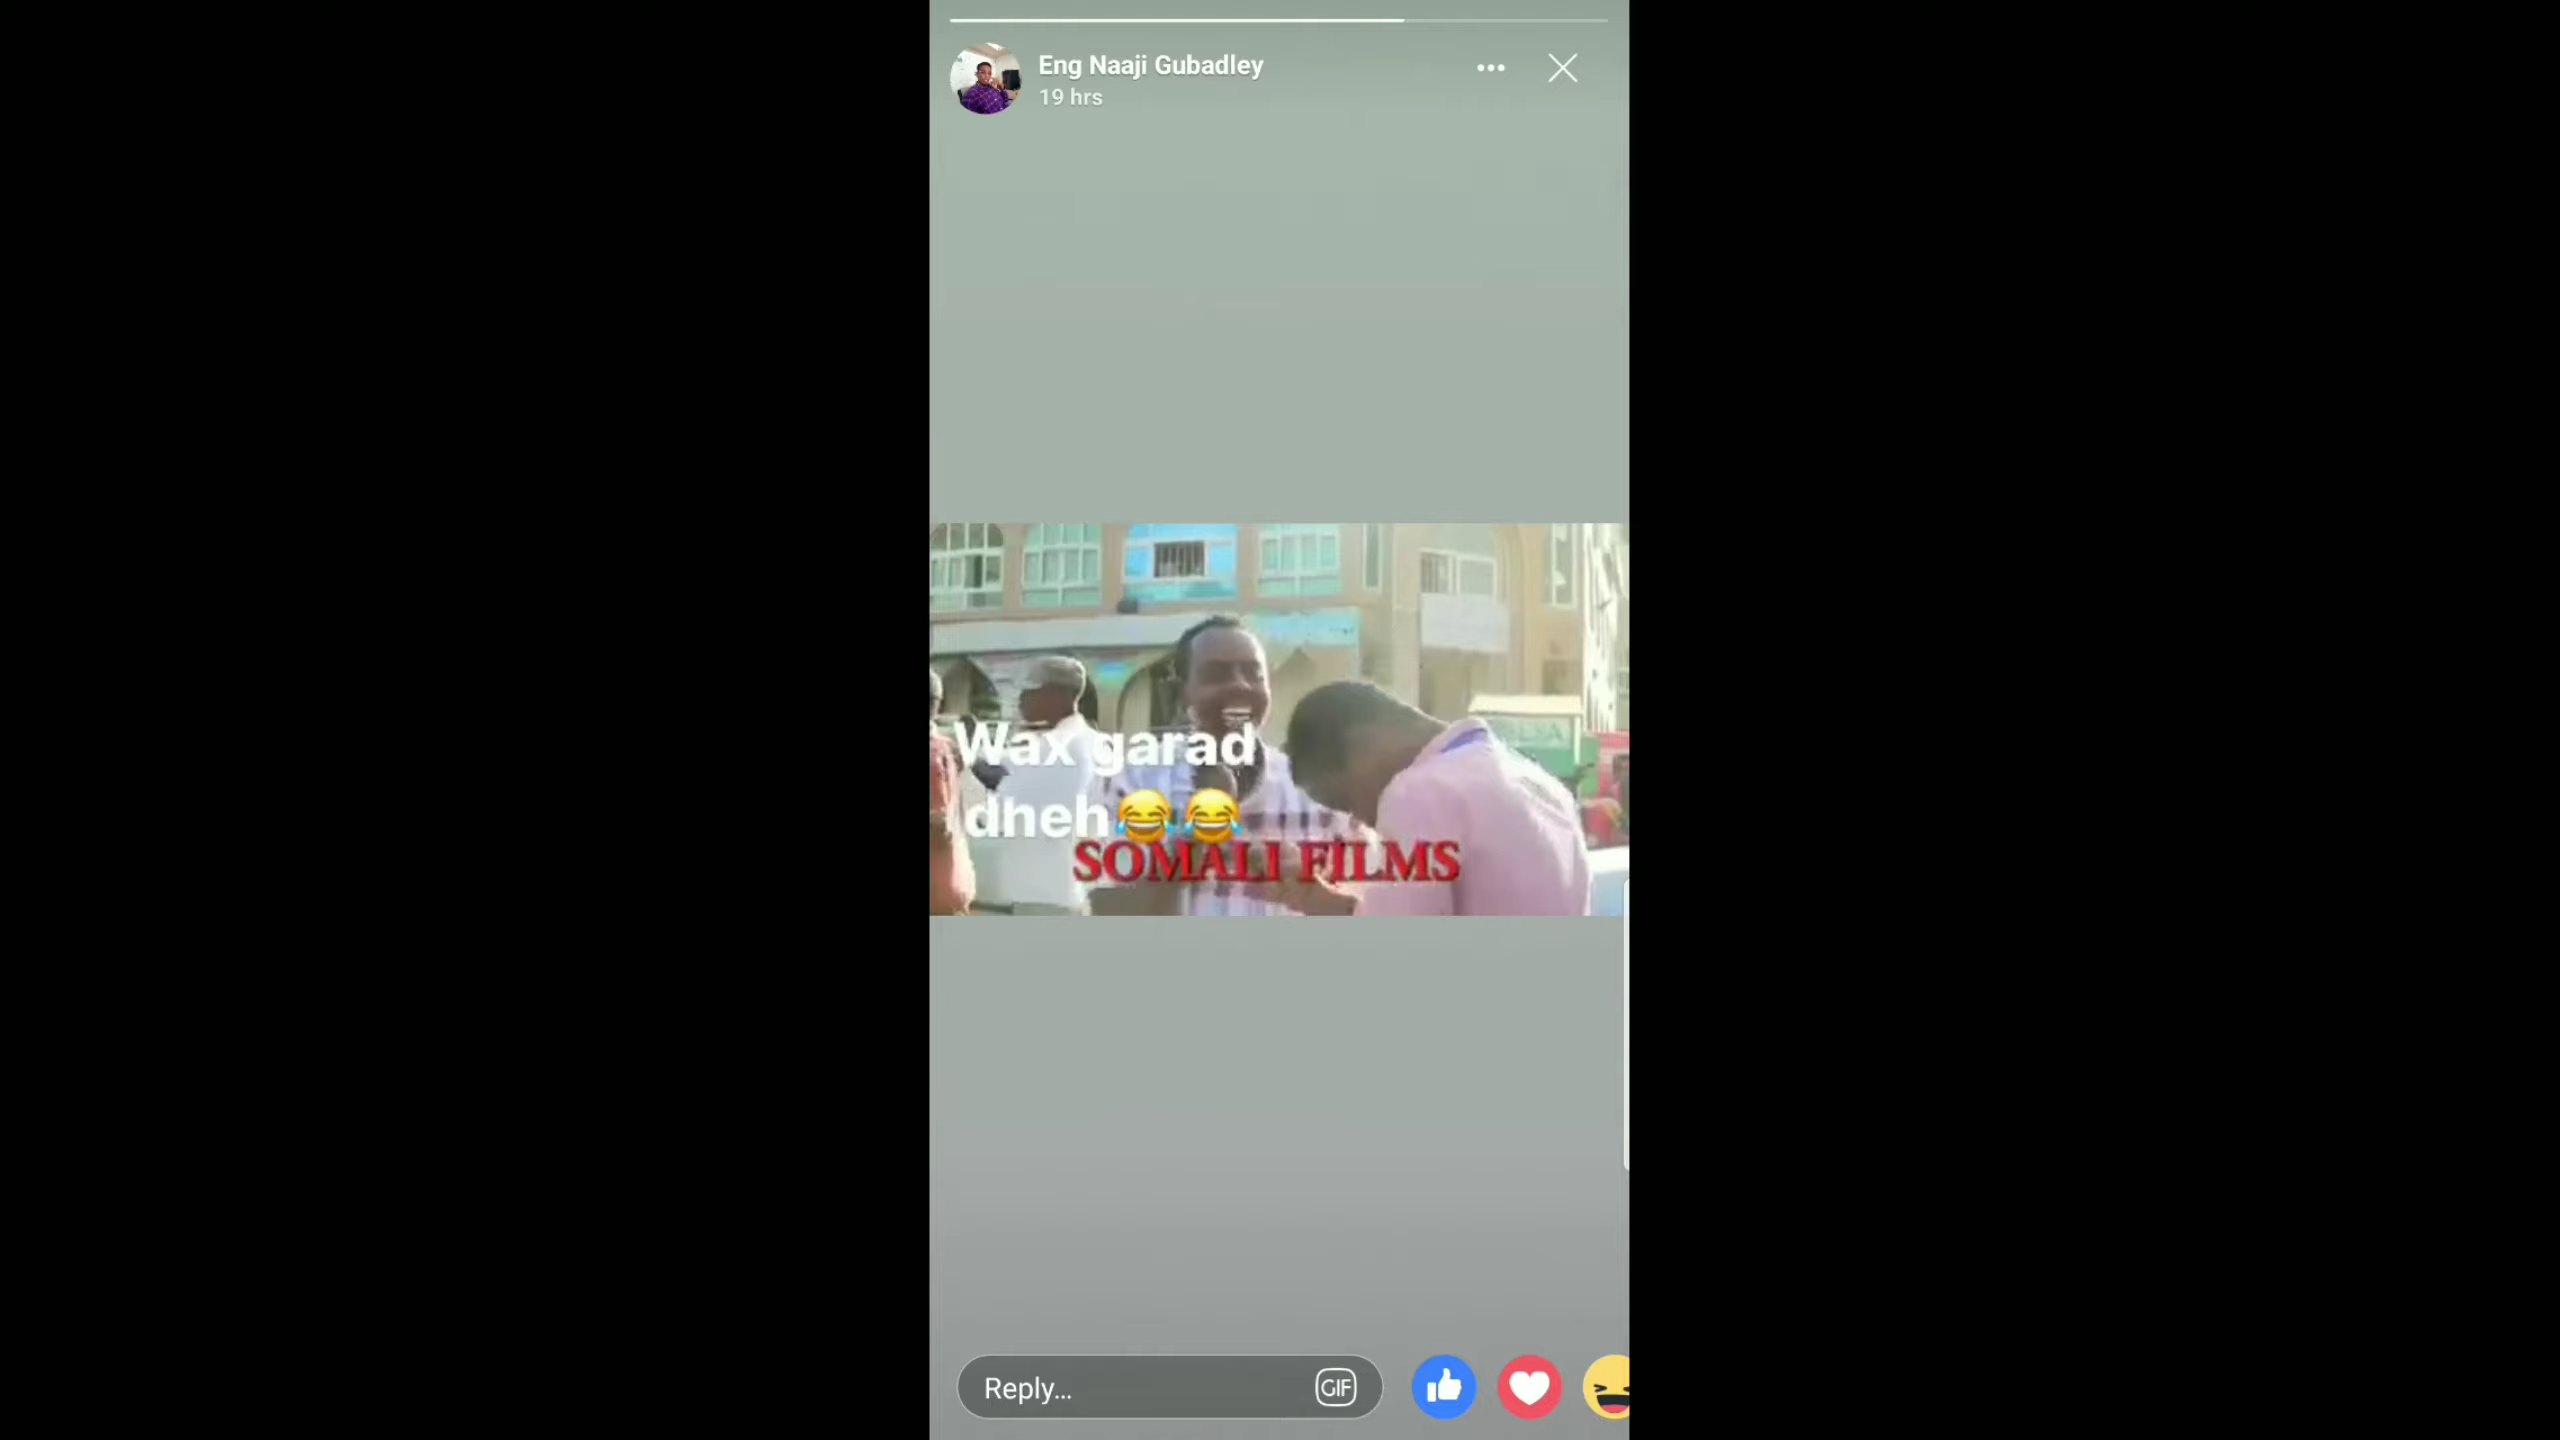 Eng Naaji Gubadley
19 hrs
Wax garad
dheh😂😂
SOMALI FILMS
Reply...
GIF